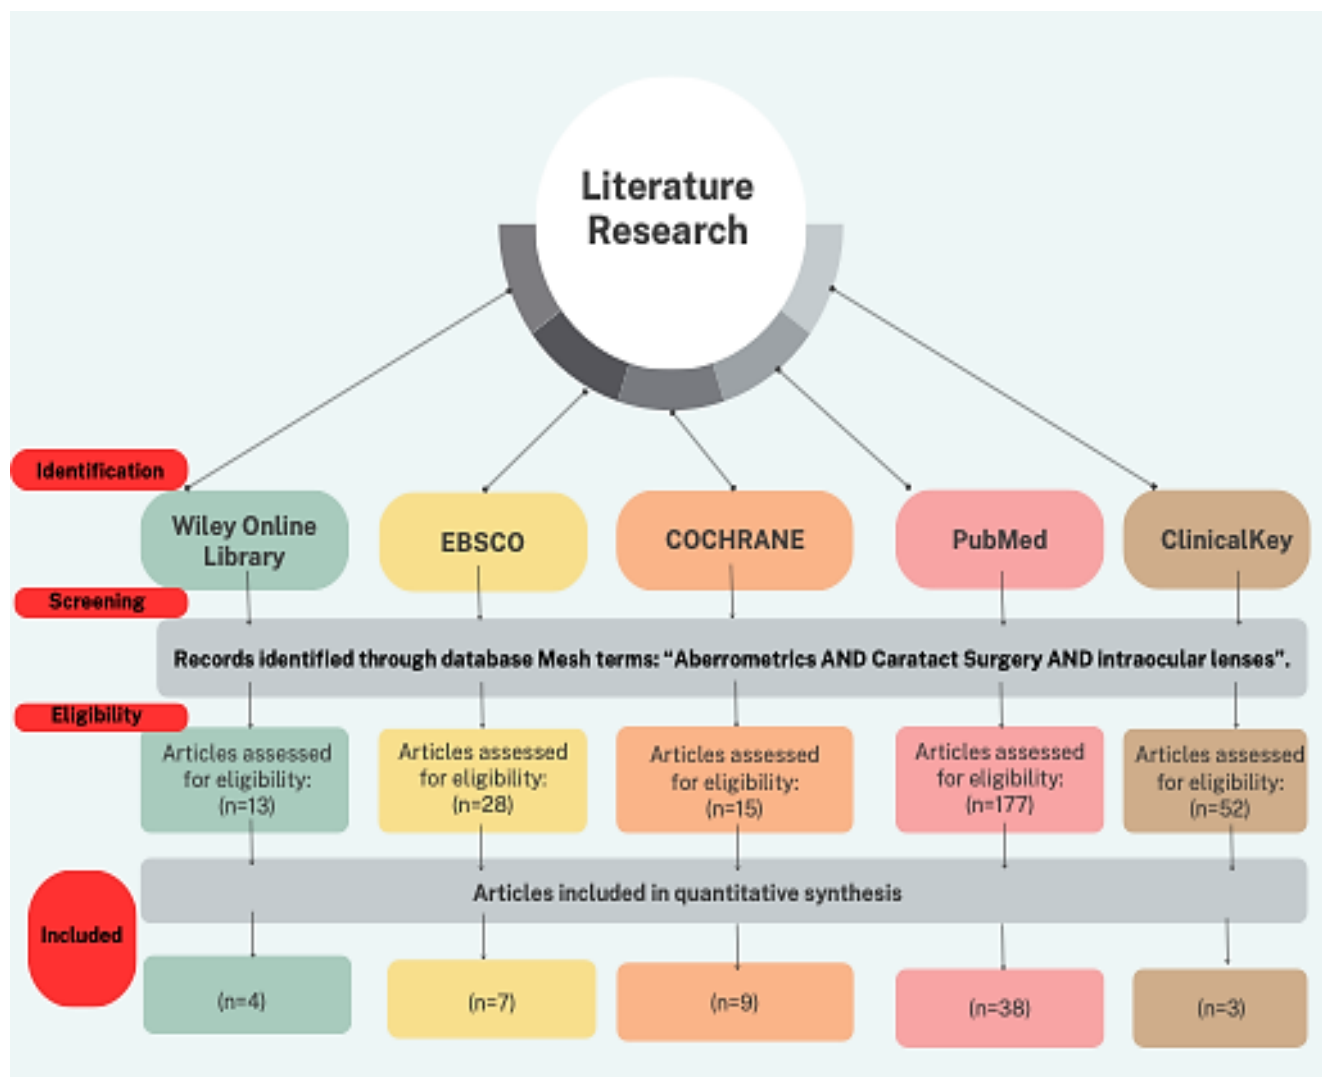 Literature
Research
Identification
Wiley Online
Library
EBSCO
COCHRANE
PubMed
ClinicalKey
Screening
Records identified through database Mesh terms: “Aberrometrics AND Caratact Surgery AND intraocular lenses”.
Eligibility
Articles assessed
for eligibility:
(n=13)
Articles assessed
for eligibility:
(n=28)
Articles assessed
for eligibility:
(n=15)
Articles assessed
for eligibility:
(n=177)
Articles assessed
for eligibility:
(n=52)
Articles included in quantitative synthesis
Included
(n=4)
(n=7)
(n=9)
(n=38)
(n=3)